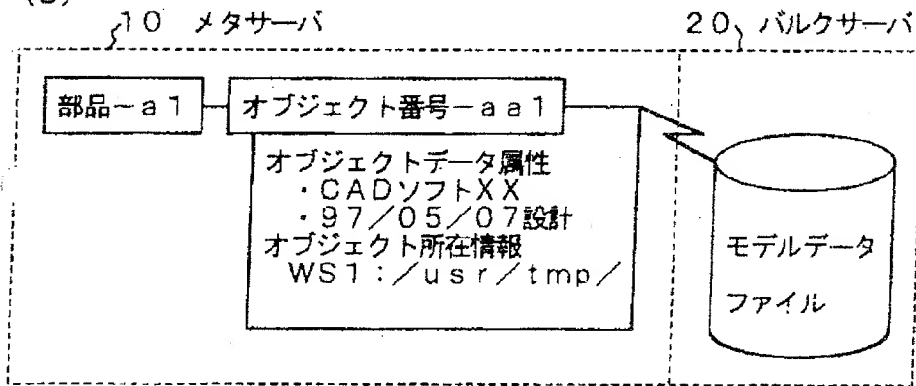 10 メタサーバ
20 バルクサーバ
部品-a1
オブジェクト番号-aa1
オブジェクトデータ属性
・CADソフトXX
・97/05/07設計
オブジェクト所在情報
WS1:/usr/tmp/
モデルデータ
ファイル